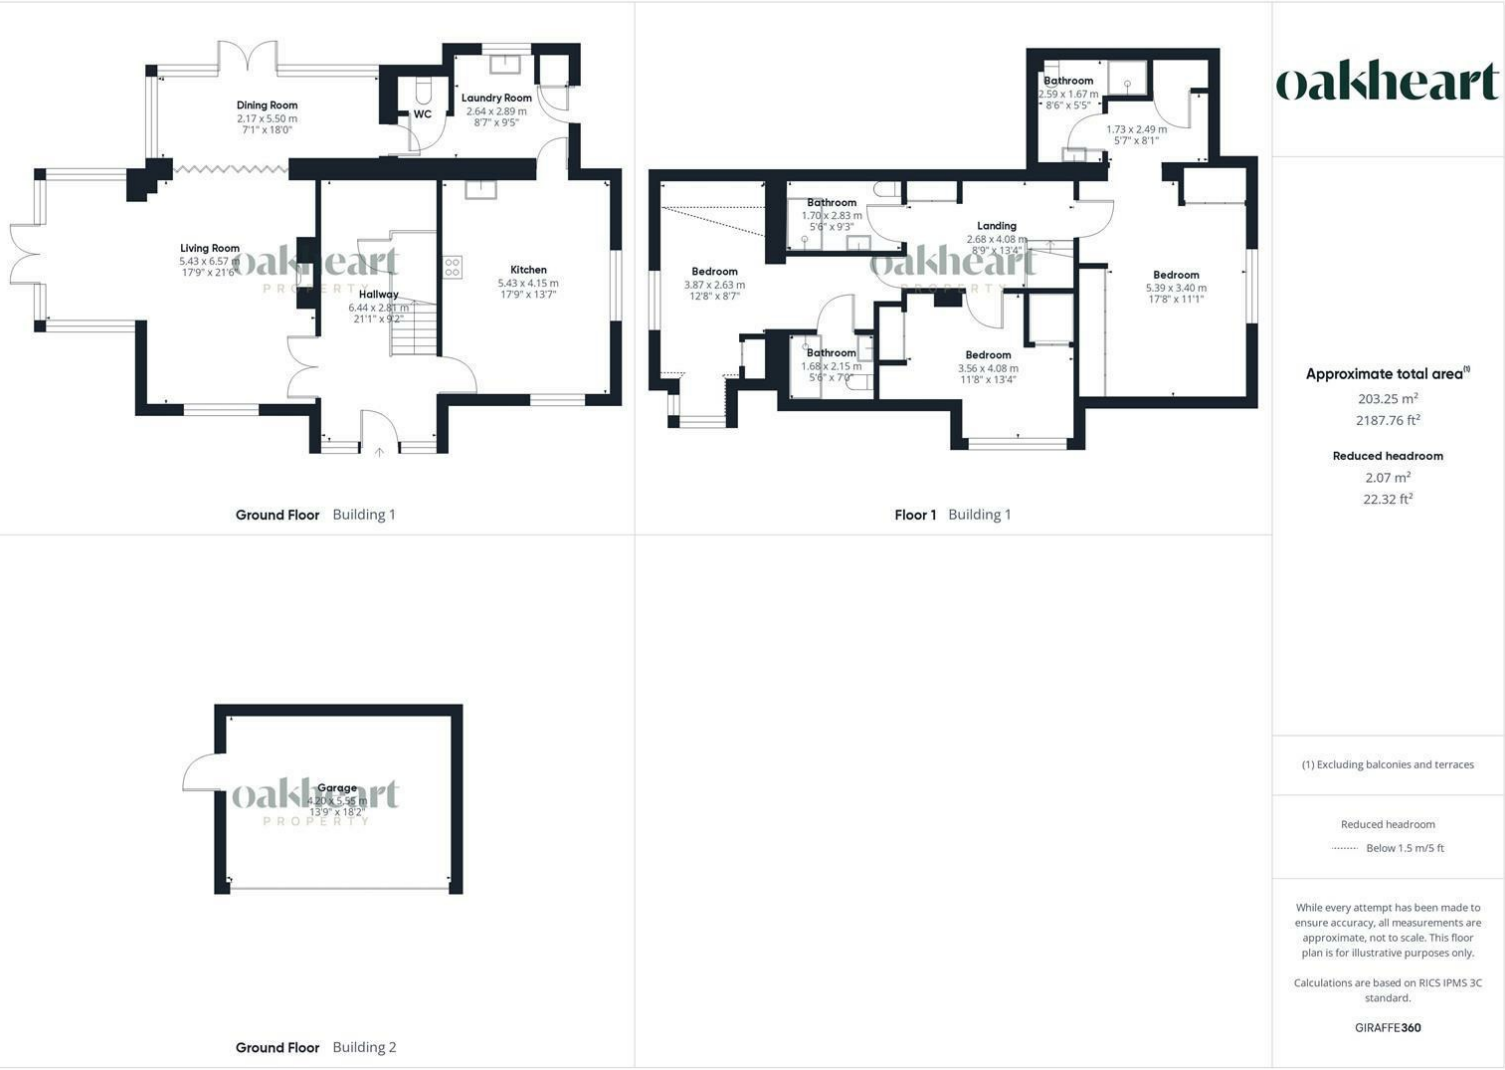 Dining Room
2.17 x 5.50 m
7'1" x 18'0"
WC
Laundry Room
2.64 x 2.89 m
8'7" x 9'5"
Living Room
5.43 x 6.57 m
17'9" x 21'6"
Hallway
6.44 x 2.81 m
21'1" x 9'2"
Kitchen
5.43 x 4.15 m
17'9" x 13'7"
oakheart
PROPERTY
Ground Floor Building 1
Bathroom
2.59 x 1.67 m
8'6" x 5'5"
1.73 x 2.49 m
5'7" x 8'1"
Bathroom
1.70 x 2.83 m
5'6" x 9'3"
Landing
2.68 x 4.08 m
8'9" x 13'4"
Bedroom
3.87 x 2.63 m
12'8" x 8'7"
Bedroom
5.39 x 3.40 m
17'8" x 11'1"
Bathroom
1.68 x 2.15 m
5'6" x 7'0"
Bedroom
3.56 x 4.08 m
11'8" x 13'4"
oakheart
PROPERTY
Floor 1 Building 1
Garage
4.20 x 5.55 m
13'9" x 18'2"
oakheart
PROPERTY
Ground Floor Building 2
oakheart
Approximate total area(1)
203.25 m²
2187.76 ft²
Reduced headroom
2.07 m²
22.32 ft²
(1) Excluding balconies and terraces
Reduced headroom
Below 1.5 m/5 ft
While every attempt has been made to
ensure accuracy, all measurements are
approximate, not to scale. This floor
plan is for illustrative purposes only.
Calculations are based on RICS IPMS 3C
standard.
GIRAFFE360